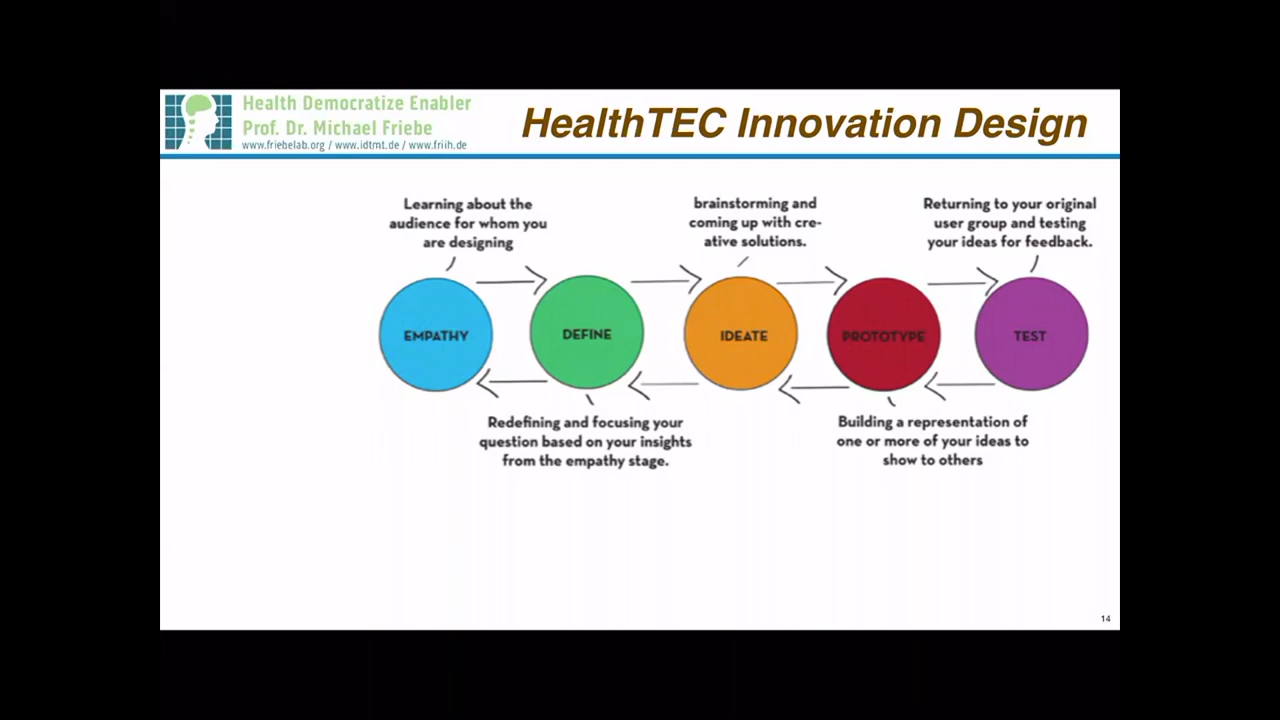 Health Democratize Enabler
Prof. Dr. Michael Friebe
www.friebelab.org / www.idtmt.de / www.friih.de
HealthTEC Innovation Design
Learning about the
audience for whom you
are designing
brainstorming and
coming up with cre-
ative solutions.
Returning to your original
user group and testing
your ideas for feedback.
EMPATHY
DEFINE
IDEATE
PROTOTYPE
TEST
Redefining and focusing your
question based on your insights
from the empathy stage.
Building a representation of
one or more of your ideas to
show to others
14